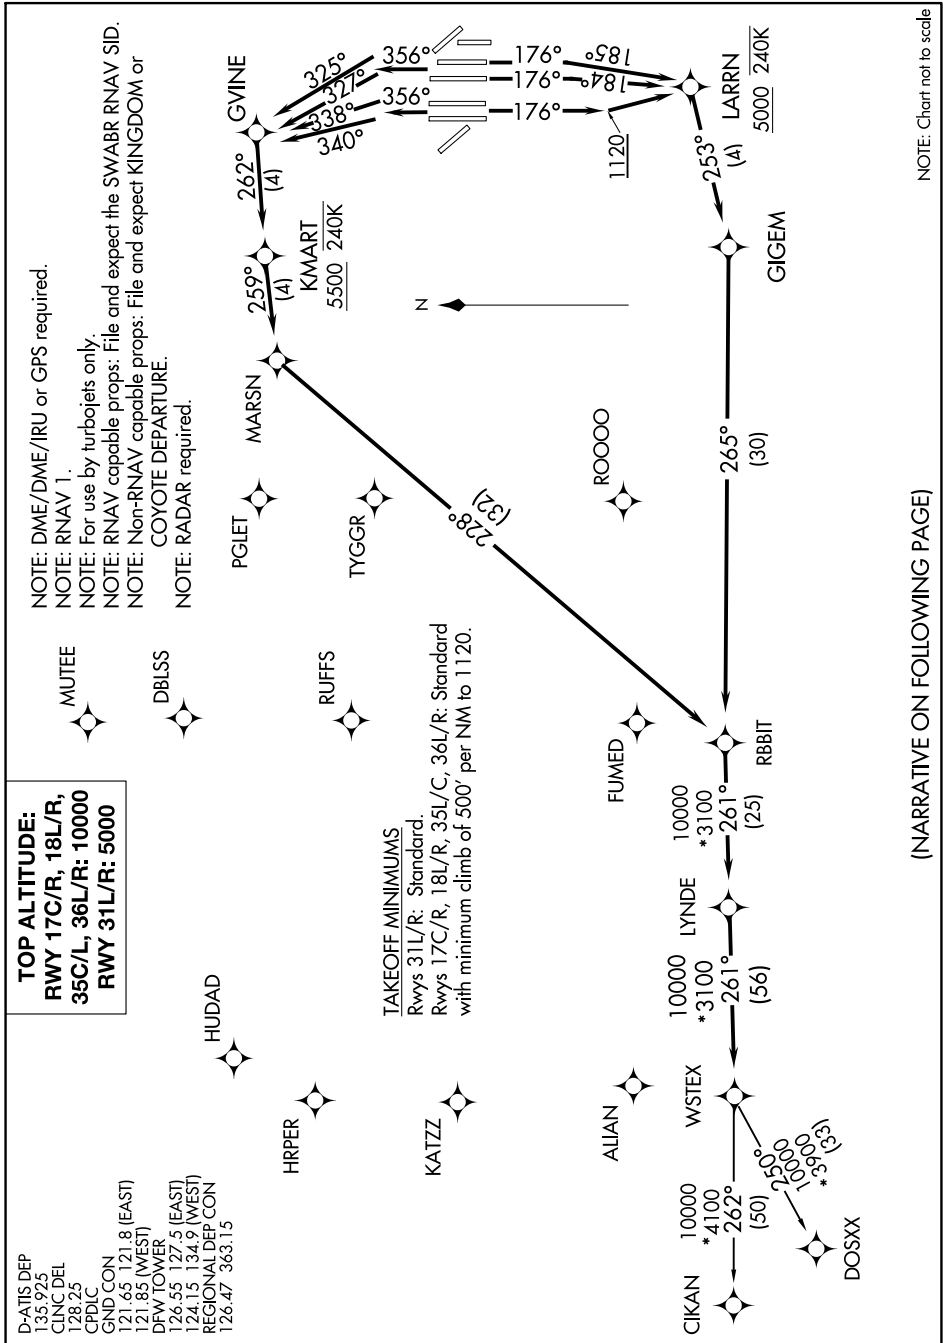 D-ATIS DEP
135.925
CLNC DEL
128.25
CPDLC
GND CON
121.65 121.8 (EAST)
121.85 (WEST)
DFW TOWER
126.55 127.5 (EAST)
124.15 134.9 (WEST)
REGIONAL DEP CON
126.47 363.15
TOP ALTITUDE:
RWY 17C/R, 18L/R,
35C/L, 36L/R: 10000
RWY 31L/R: 5000
NOTE: DME/DME/IRU or GPS required.
NOTE: RNAV 1.
NOTE: For use by turbojets only.
NOTE: RNAV capable props: File and expect the SWABR RNAV SID.
NOTE: Non-RNAV capable props: File and expect KINGDOM or
COYOTE DEPARTURE.
NOTE: RADAR required.
MUTEE
DBLSS
HUDAD
HRPER
RUFFS
KATZZ
PGLET
TYGGR
MARSN
259°
(4)
KMART
5500 240K
262°
(4)
GVINE
325°
327°
338°
340°
356°
356°
176°
176°
176°
185°
184°
1120
LARRN
5000 240K
253°
(4)
GIGEM
N
228°
(32)
ROOOO
265°
(30)
TAKEOFF MINIMUMS
Rwys 31L/R: Standard.
Rwys 17C/R, 18L/R, 35L/C, 36L/R: Standard
with minimum climb of 500' per NM to 1120.
ALIAN
FUMED
RBBIT
10000
*3100
261°
(25)
LYNDE
10000
*3100
261°
(56)
WSTEX
10000
*4100
262°
(50)
CIKAN
250°
10000
*3900
(33)
DOSXX
(NARRATIVE ON FOLLOWING PAGE)
NOTE: Chart not to scale